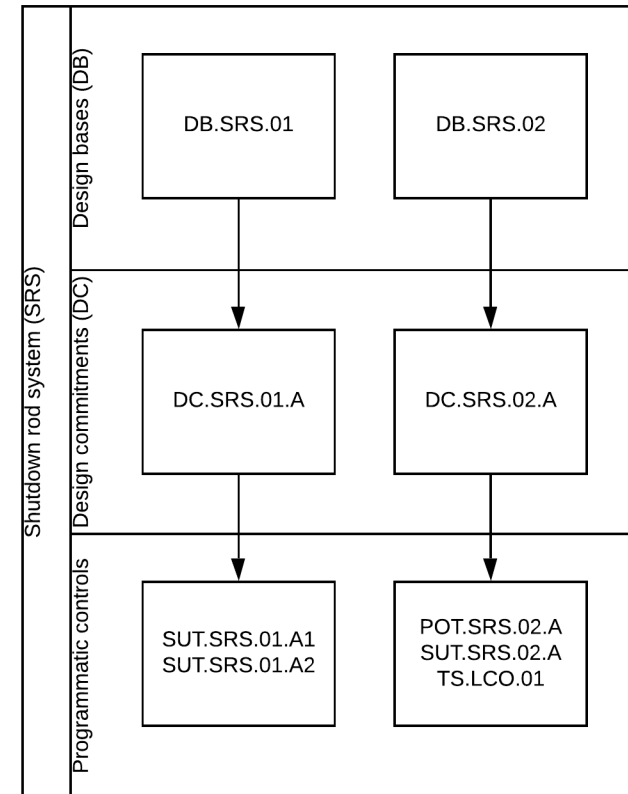 Shutdown rod system (SRS)
Design bases (DB)
DB.SRS.01
DB.SRS.02
Design commitments (DC)
DC.SRS.01.A
DC.SRS.02.A
Programmatic controls
SUT.SRS.01.A1
SUT.SRS.01.A2
POT.SRS.02.A
SUT.SRS.02.A
TS.LCO.01